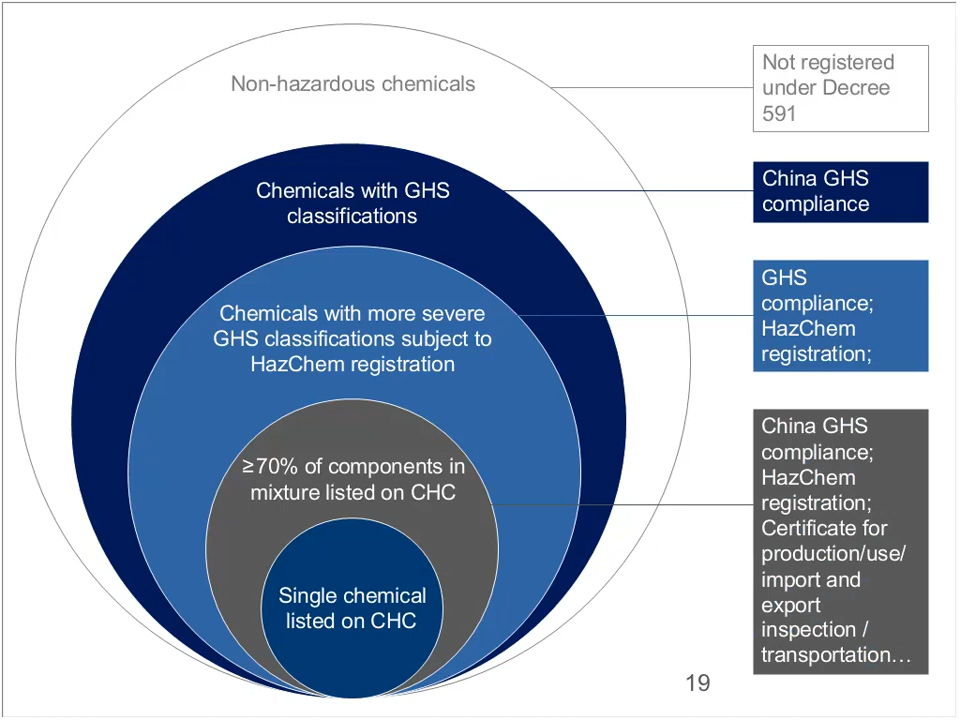 Non-hazardous chemicals
Not registered
under Decree
591
Chemicals with GHS
classifications
China GHS
compliance
Chemicals with more severe
GHS classifications subject to
HazChem registration
GHS
compliance;
HazChem
registration;
≥70% of components in
mixture listed on CHC
China GHS
compliance;
HazChem
registration;
Certificate for
production/use/
import and
export
inspection /
transportation…
Single chemical
listed on CHC
19